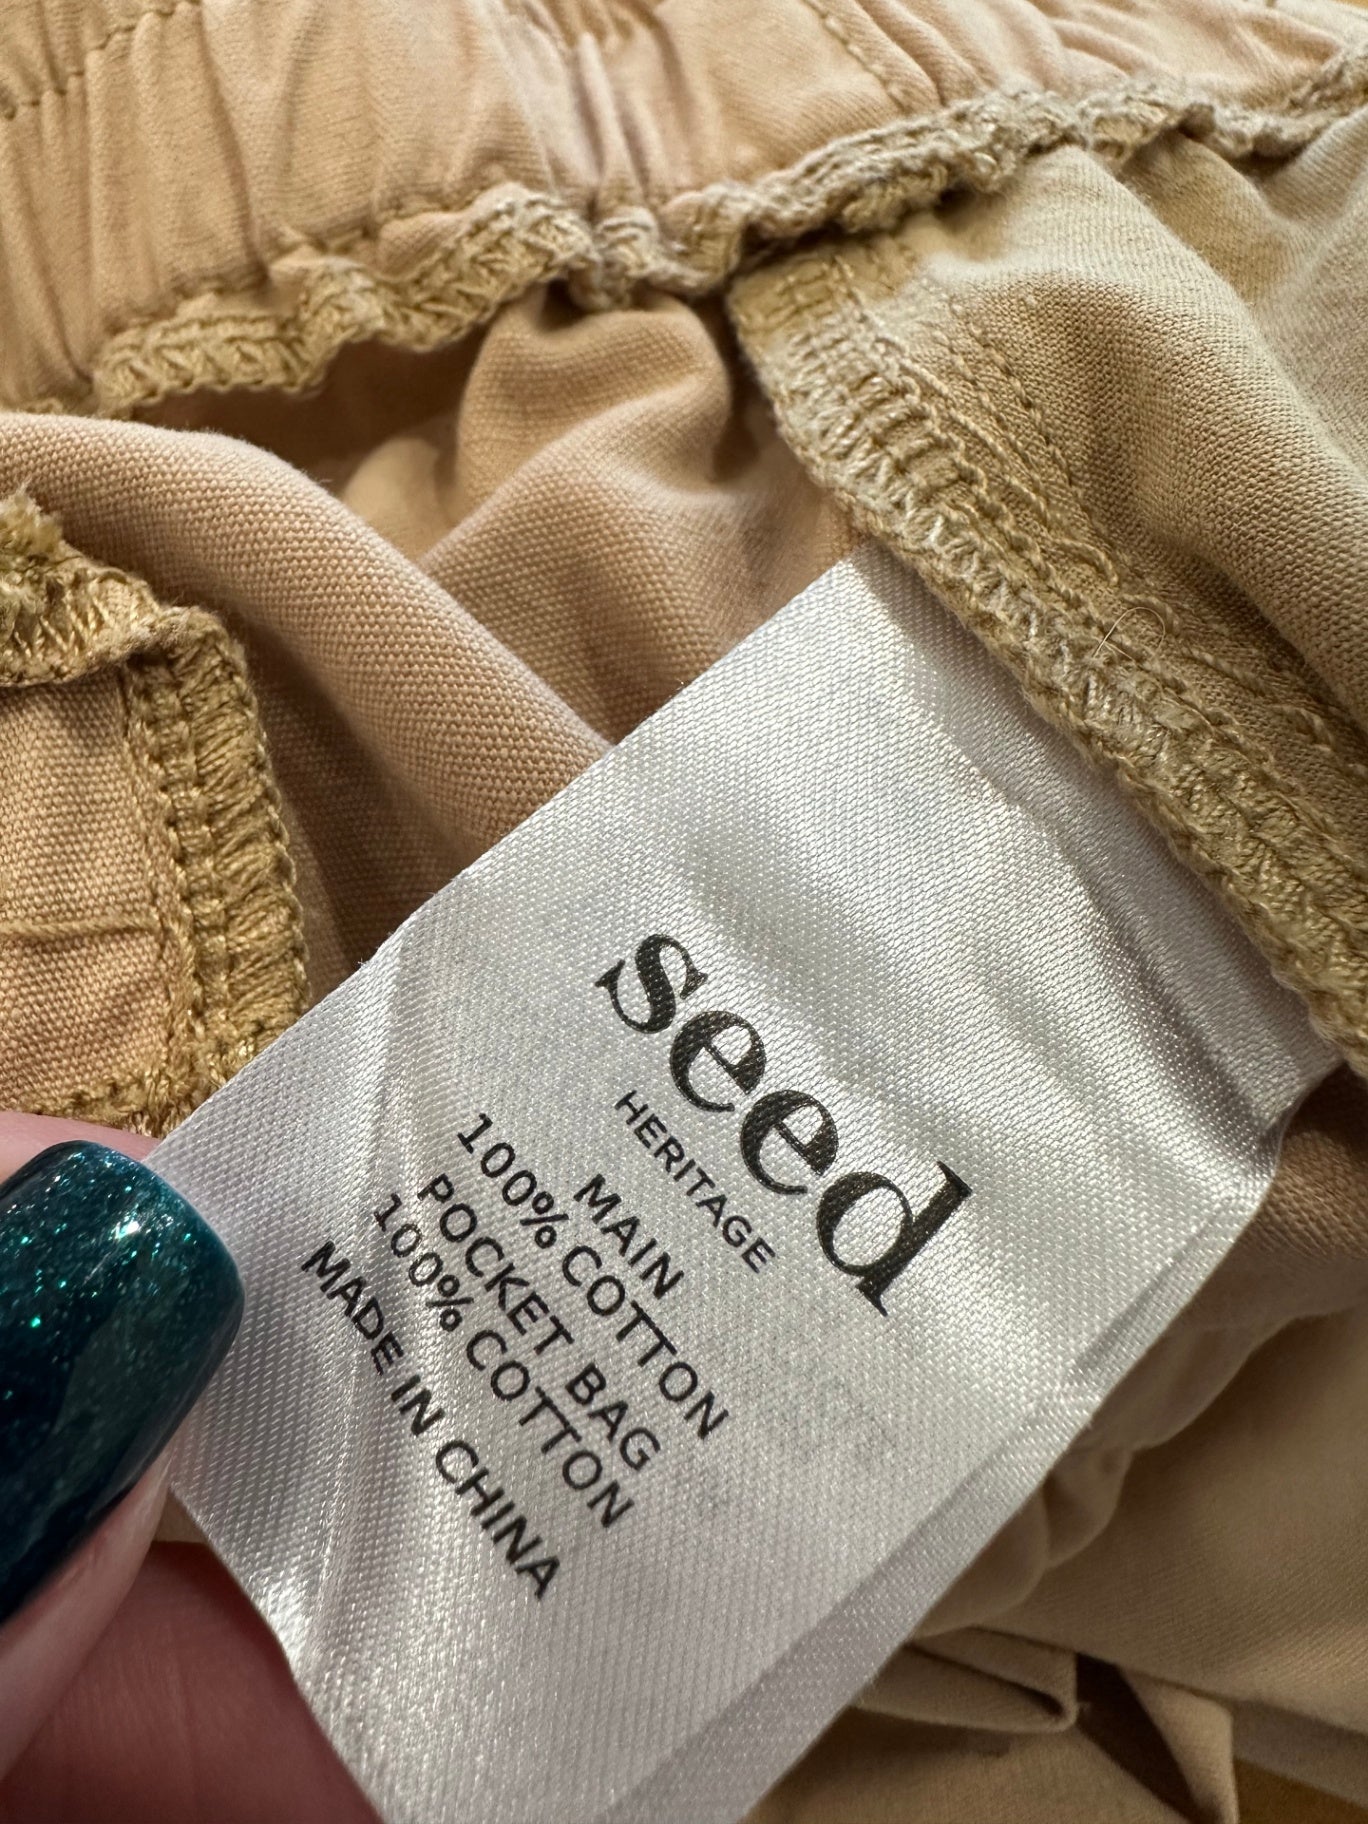 seed
HERITAGE
MAIN
100% COTTON
POCKET BAG
100% COTTON
MADE IN CHINA